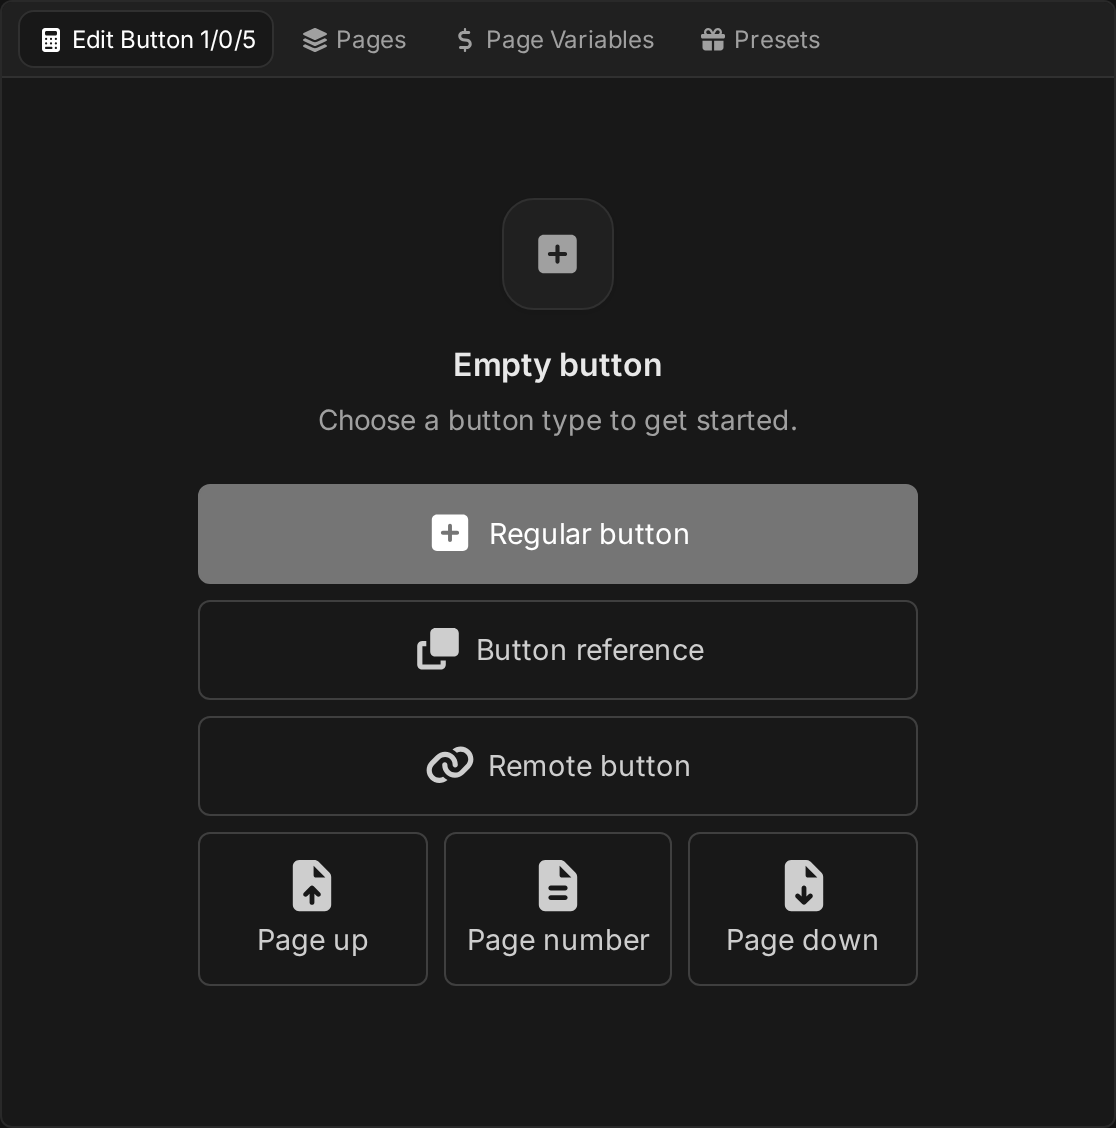 Edit Button 1/0/5
Pages
Page Variables
Presets
Empty button
Choose a button type to get started.
Regular button
Button reference
Remote button
Page up
Page number
Page down